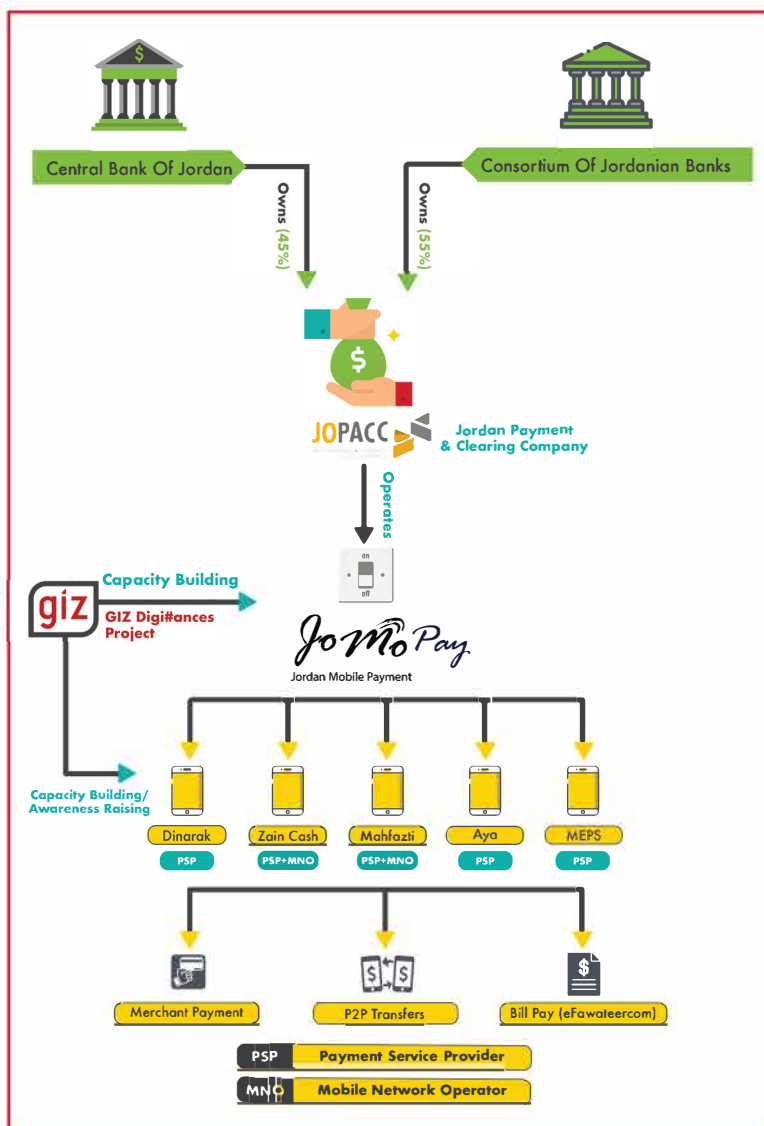 $
Central Bank Of Jordan
Consortium Of Jordanian Banks
Owns (45%)
Owns (55%)
$
JOPACC
Jordan Payment
& Clearing Company
Operates
on
off
giz
Capacity Building
GIZ Digi#ances
Project
JoMoPay
Jordan Mobile Payment
Capacity Building/
Awareness Raising
Dinarak
Zain Cash
Mahfazti
Aya
MEPS
PSP
PSP+MNO
PSP+MNO
PSP
PSP
$ $
$
Merchant Payment
P2P Transfers
Bill Pay (eFawateercom)
PSP Payment Service Provider
MNO Mobile Network Operator